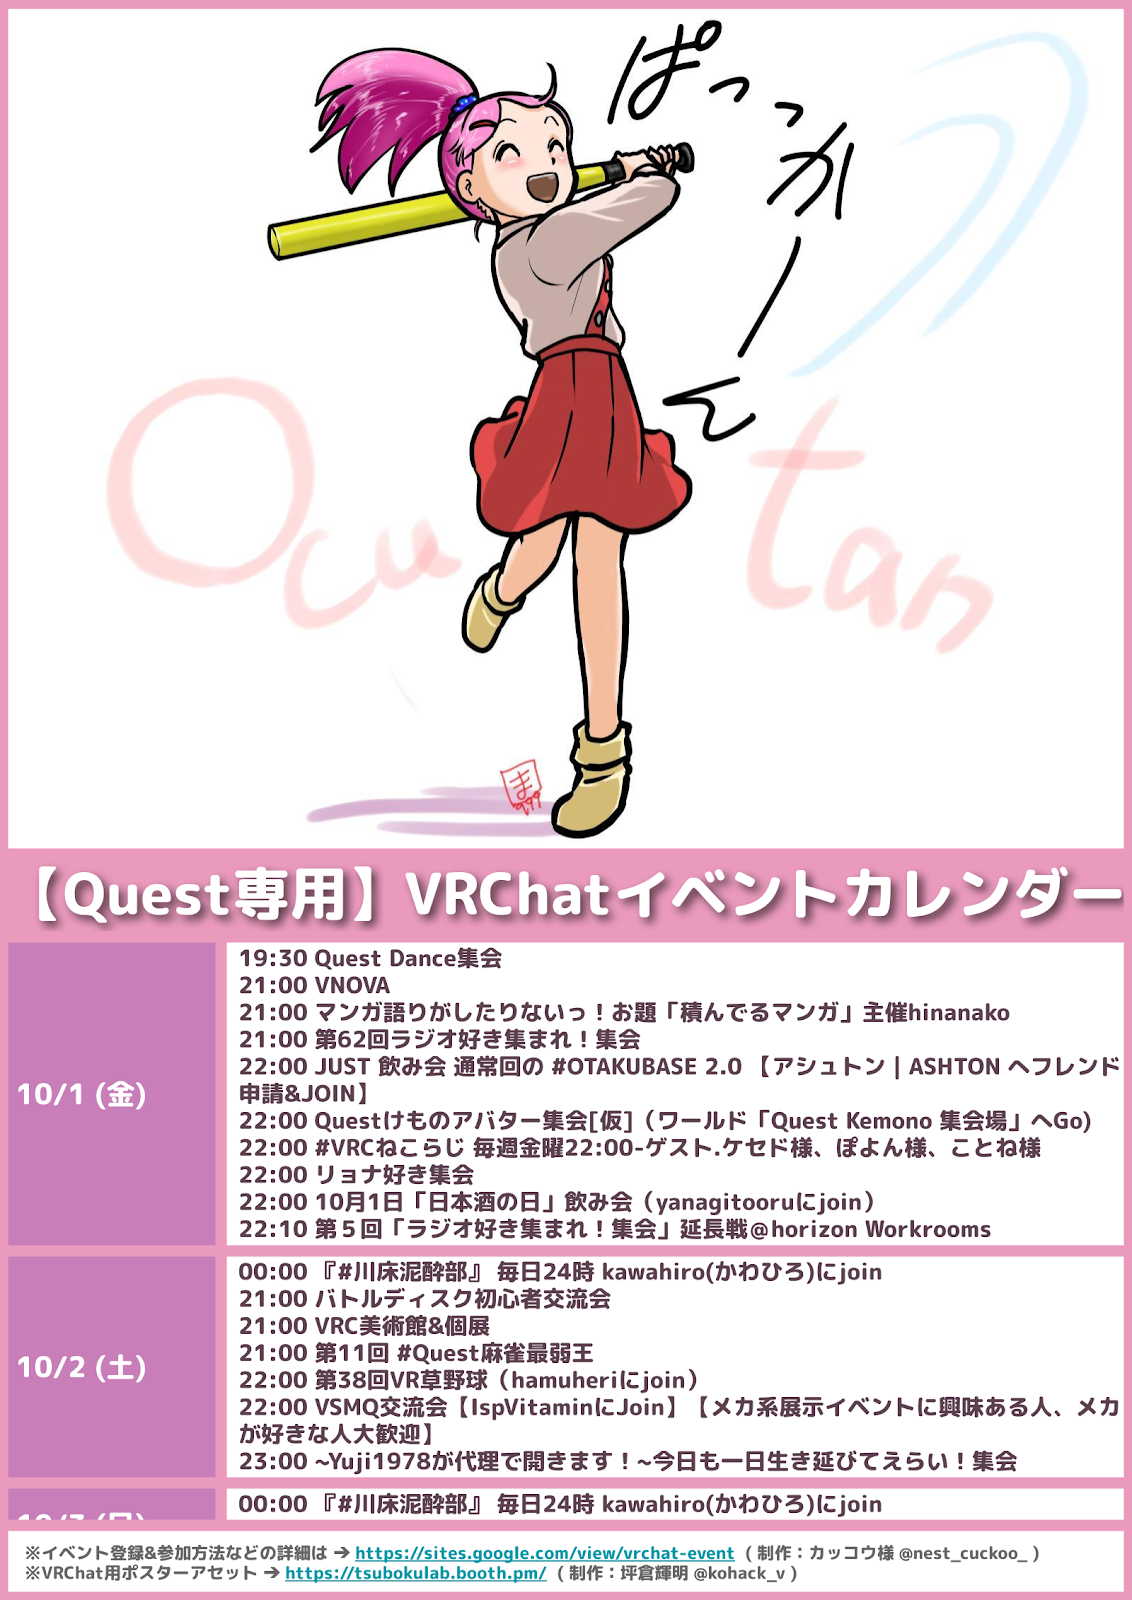 ぱっっかーん
Ocu tan
ま
999
【Quest専用】VRChatイベントカレンダー
10/1 (金)
19:30 Quest Dance集会
21:00 VNOVA
21:00 マンガ語りがしたりないっ！お題「積んでるマンガ」主催hinanako
21:00 第62回ラジオ好き集まれ！集会
22:00 JUST 飲み会 通常回の #OTAKUBASE 2.0 【アシュトン | ASHTON へフレンド
申請&JOIN】
22:00 Questけものアバター集会[仮]（ワールド「Quest Kemono 集会場」へGo)
22:00 #VRCねこらじ 毎週金曜22:00-ゲスト.ケセド様、ぽよん様、ことね様
22:00 リョナ好き集会
22:00 10月1日「日本酒の日」飲み会（yanagitooruにjoin）
22:10 第５回「ラジオ好き集まれ！集会」延長戦@horizon Workrooms
10/2 (土)
00:00 『#川床泥酔部』 毎日24時 kawahiro(かわひろ)にjoin
21:00 バトルディスク初心者交流会
21:00 VRC美術館&個展
21:00 第11回 #Quest麻雀最弱王
22:00 第38回VR草野球（hamuheriにjoin）
22:00 VSMQ交流会【IspVitaminにJoin】【メカ系展示イベントに興味ある人、メカ
が好きな人大歓迎】
23:00 ~Yuji1978が代理で開きます！~今日も一日生き延びてえらい！集会
10/3 (日)
00:00 『#川床泥酔部』 毎日24時 kawahiro(かわひろ)にjoin
※イベント登録&参加方法などの詳細は ➔ https://sites.google.com/view/vrchat-event ( 制作：カッコウ様 @nest_cuckoo_ )
※VRChat用ポスターアセット ➔ https://tsubokulab.booth.pm/ ( 制作：坪倉輝明 @kohack_v )